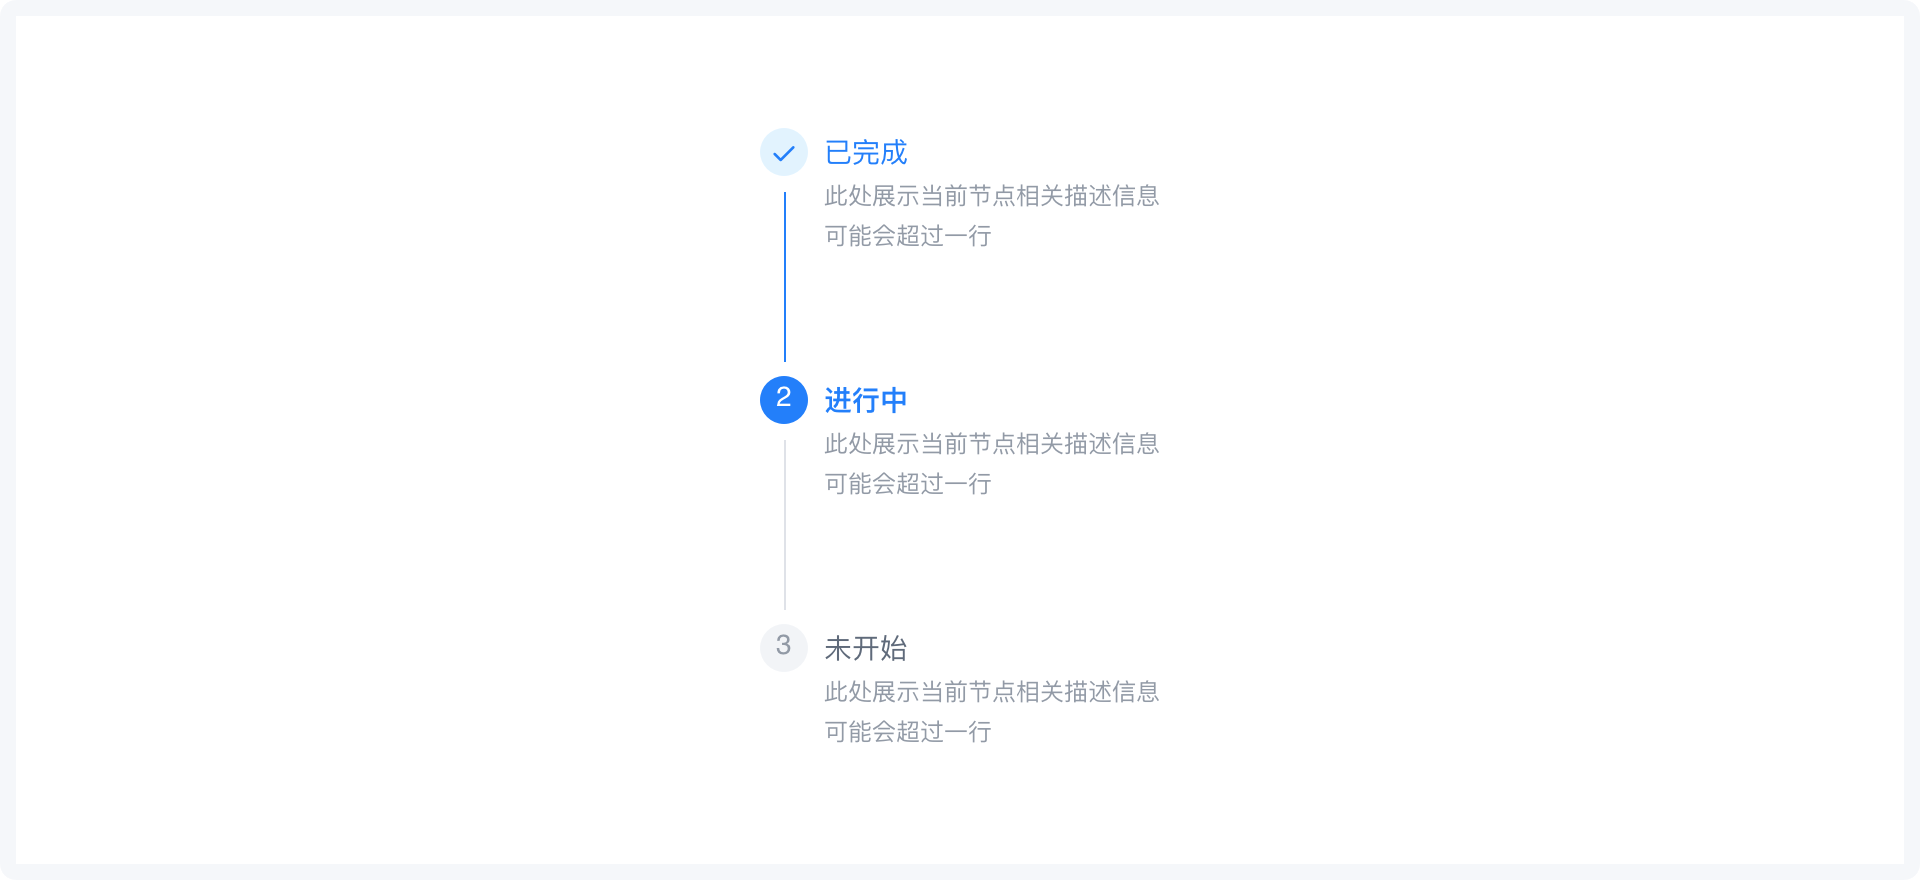 已完成
此处展示当前节点相关描述信息
可能会超过一行
2
进行中
此处展示当前节点相关描述信息
可能会超过一行
3
未开始
此处展示当前节点相关描述信息
可能会超过一行